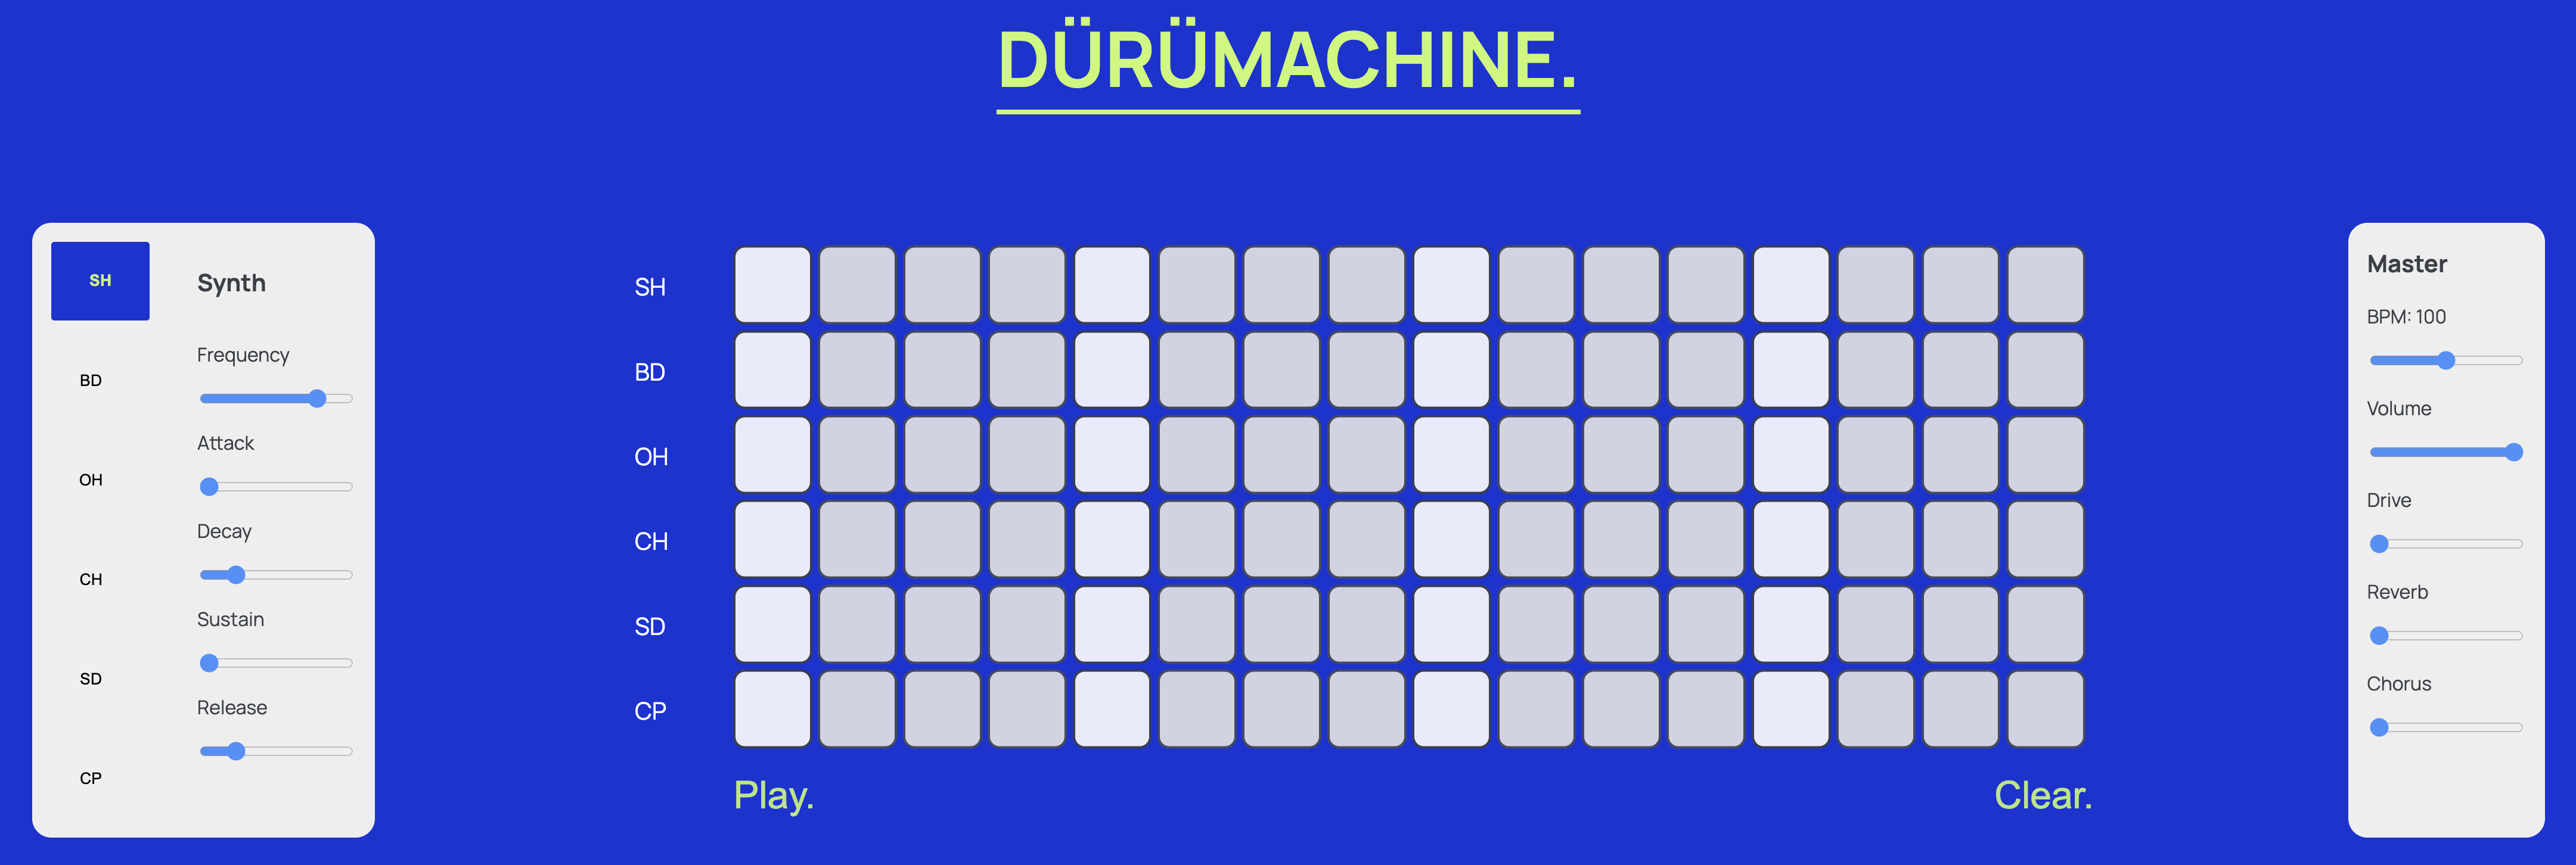 DÜRÜMACHINE.
SH
BD
OH
CH
SD
CP
Synth
Frequency
Attack
Decay
Sustain
Release
SH
BD
OH
CH
SD
CP
Play.
Clear.
Master
BPM: 100
Volume
Drive
Reverb
Chorus